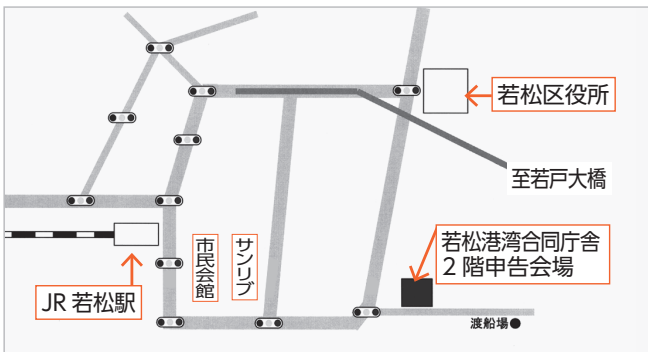 若松区役所
至若戸大橋
若松港湾合同庁舎
2階申告会場
サンリブ
市民会館
JR若松駅
渡船場